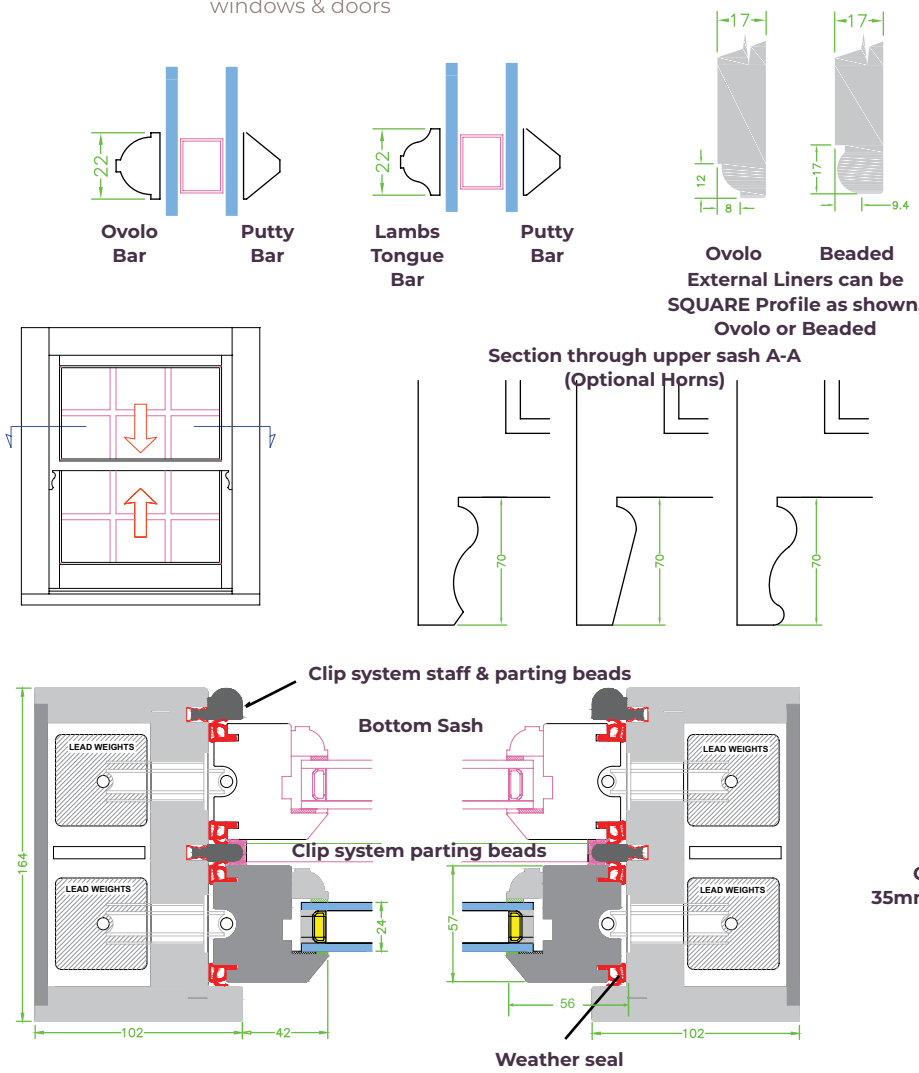 windows & doors
17
17
22
22
12
8
17
9.4
Ovolo
Bar
Putty
Bar
Lambs
Tongue
Bar
Putty
Bar
Ovolo
Beaded
External Liners can be
SQUARE Profile as shown,
Ovolo or Beaded
Section through upper sash A-A
(Optional Horns)
70
70
70
Clip system staff & parting beads
Bottom Sash
LEAD WEIGHTS
LEAD WEIGHTS
164
Clip system parting beads
35mm
LEAD WEIGHTS
LEAD WEIGHTS
24
57
56
102
42
102
Weather seal